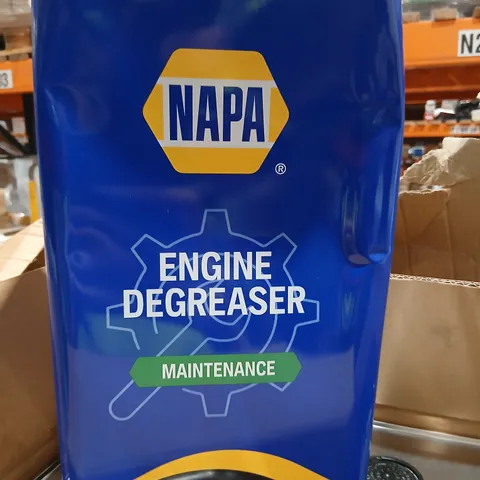 NAPA
®
ENGINE
DEGREASER
MAINTENANCE